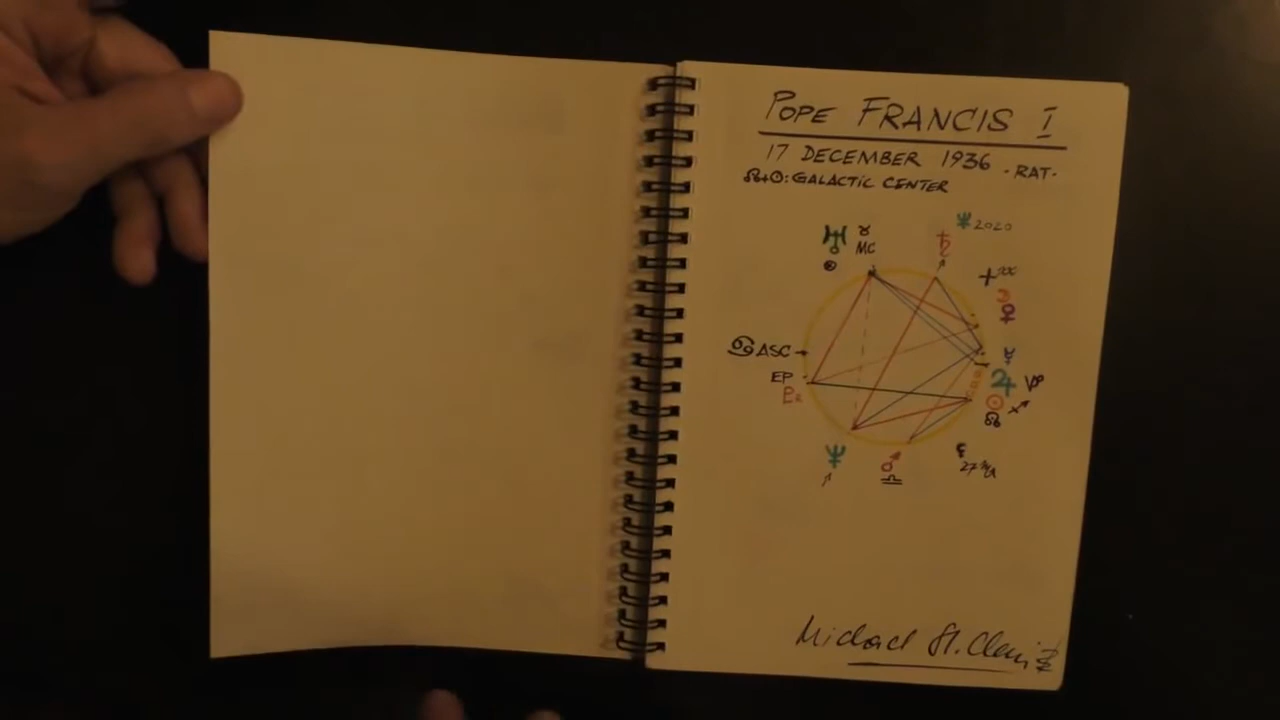 POPE FRANCIS I
17 DECEMBER 1936 -RAT-
☊+☉: GALACTIC CENTER
♆ 2020
♅ ♉
MC
♄
♋ ASC
EP
♃ ♑
☉ ♐
☊
♆
♂
♎
27 ♏
Michael St. Clair